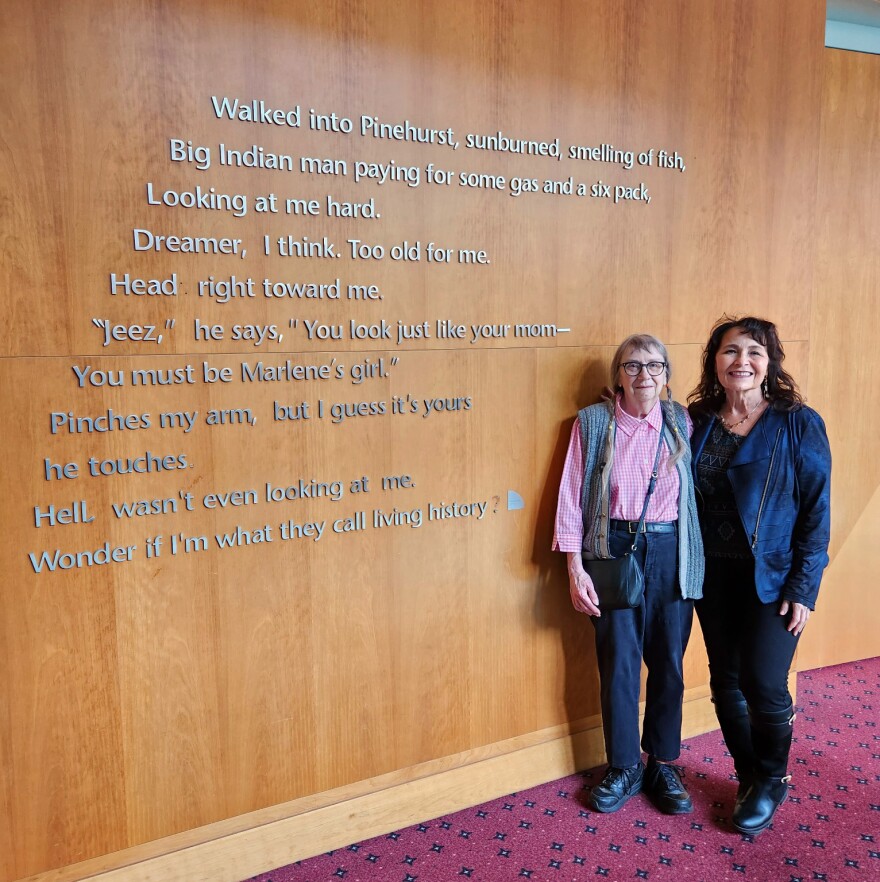 Walked into Pinehurst, sunburned, smelling of fish,
Big Indian man paying for some gas and a six pack,
Looking at me hard.
Dreamer, I think. Too old for me.
Head right toward me.
“Jeez,” he says, "You look just like your mom—
You must be Marlene's girl."
Pinches my arm, but I guess it's yours
he touches.
Hell, wasn't even looking at me.
Wonder if I'm what they call living history?